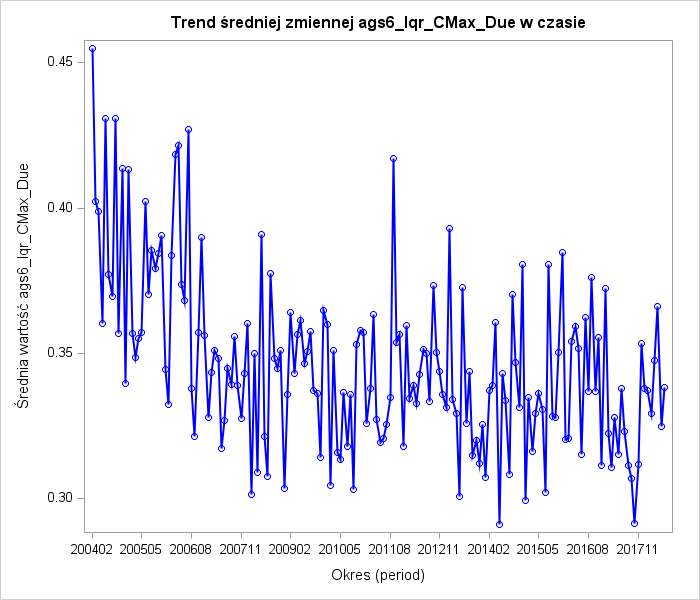 Trend średniej zmiennej ags6_Iqr_CMax_Due w czasie
Średnia wartość ags6_Iqr_CMax_Due
0.45
0.40
0.35
0.30
200402 200505 200608 200711 200902 201005 201108 201211 201402 201505 201608 201711
Okres (period)